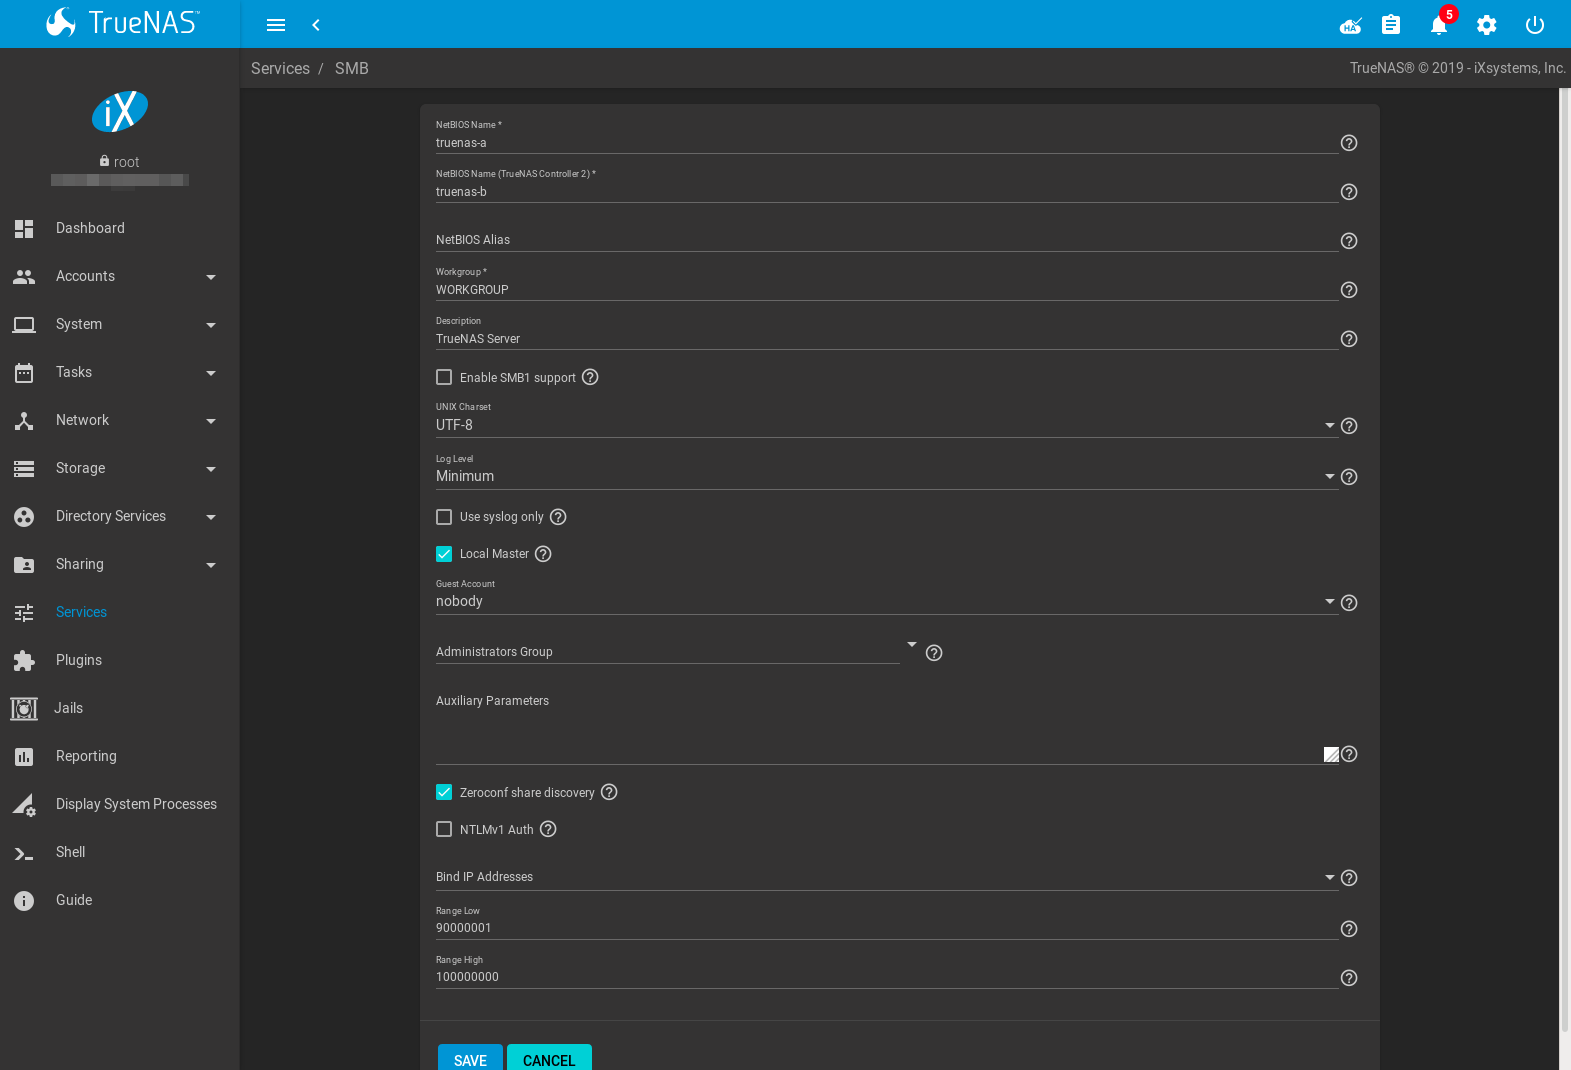 TrueNAS™
HA
5
Services / SMB
TrueNAS® © 2019 - iXsystems, Inc.
iX
root
Dashboard
Accounts
System
Tasks
Network
Storage
Directory Services
Sharing
Services
Plugins
Jails
Reporting
Display System Processes
Shell
Guide
NetBIOS Name *
truenas-a
NetBIOS Name (TrueNAS Controller 2) *
truenas-b
NetBIOS Alias
Workgroup *
WORKGROUP
Description
TrueNAS Server
Enable SMB1 support
UNIX Charset
UTF-8
Log Level
Minimum
Use syslog only
Local Master
Guest Account
nobody
Administrators Group
Auxiliary Parameters
Zeroconf share discovery
NTLMv1 Auth
Bind IP Addresses
Range Low
90000001
Range High
100000000
SAVE CANCEL